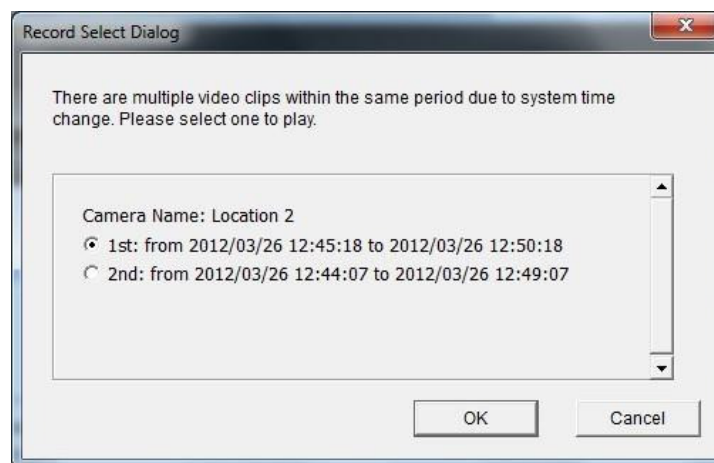 Record Select Dialog
There are multiple video clips within the same period due to system time
change. Please select one to play.
Camera Name: Location 2
1st: from 2012/03/26 12:45:18 to 2012/03/26 12:50:18
2nd: from 2012/03/26 12:44:07 to 2012/03/26 12:49:07
OK
Cancel